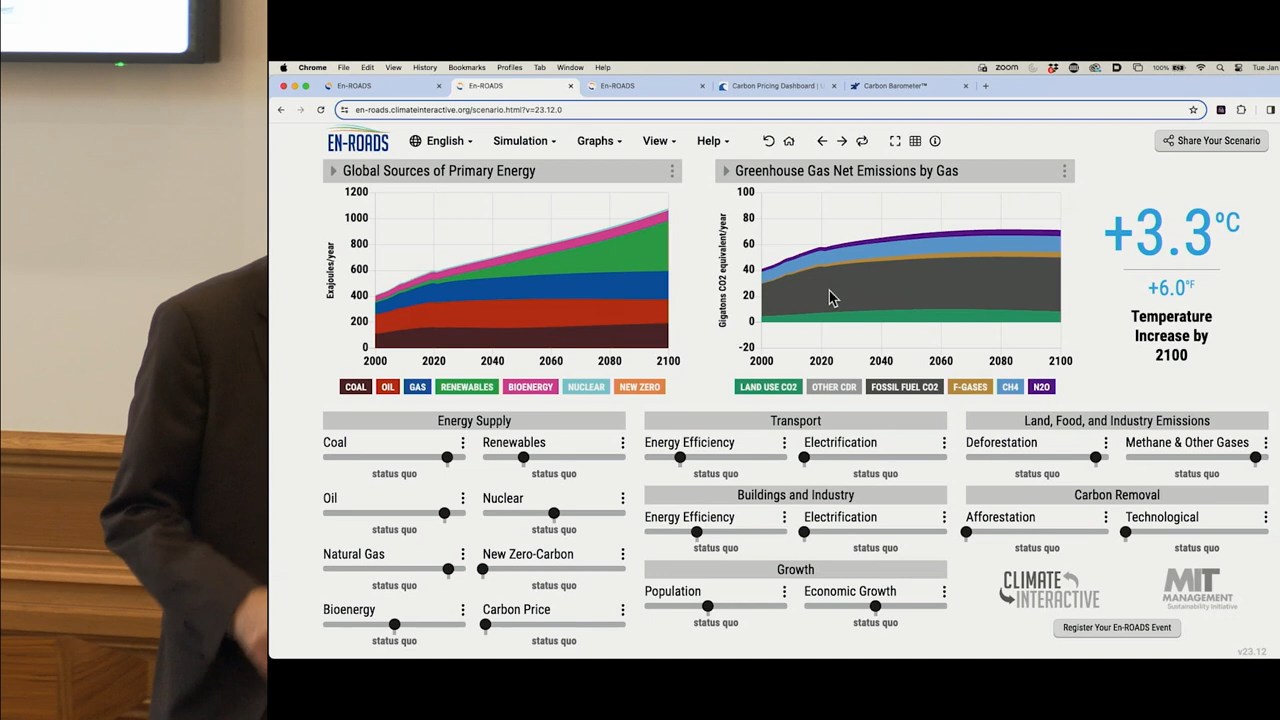 Chrome File Edit View History Bookmarks Profiles Tab Window Help zoom 100% Tue Jan
En-ROADS En-ROADS En-ROADS Carbon Pricing Dashboard | Carbon Barometer™
en-roads.climateinteractive.org/scenario.html?v=23.12.0
EN-ROADS English Simulation Graphs View Help Share Your Scenario
Global Sources of Primary Energy
Exajoules/year
1200
1000
800
600
400
200
0
2000 2020 2040 2060 2080 2100
COAL OIL GAS RENEWABLES BIOENERGY NUCLEAR NEW ZERO
Greenhouse Gas Net Emissions by Gas
Gigatons CO2 equivalent/year
100
80
60
40
20
0
-20
2000 2020 2040 2060 2080 2100
LAND USE CO2 OTHER CDR FOSSIL FUEL CO2 F-GASES CH4 N2O
+3.3°C
+6.0°F
Temperature
Increase by
2100
Energy Supply
Coal Renewables
status quo status quo
Oil Nuclear
status quo status quo
Natural Gas New Zero-Carbon
status quo status quo
Bioenergy Carbon Price
status quo status quo
Transport
Energy Efficiency Electrification
status quo status quo
Buildings and Industry
Energy Efficiency Electrification
status quo status quo
Growth
Population Economic Growth
status quo status quo
Land, Food, and Industry Emissions
Deforestation Methane & Other Gases
status quo status quo
Carbon Removal
Afforestation Technological
status quo status quo
CLIMATE
INTERACTIVE
MIT
MANAGEMENT
Sustainability Initiative
Register Your En-ROADS Event
v23.12